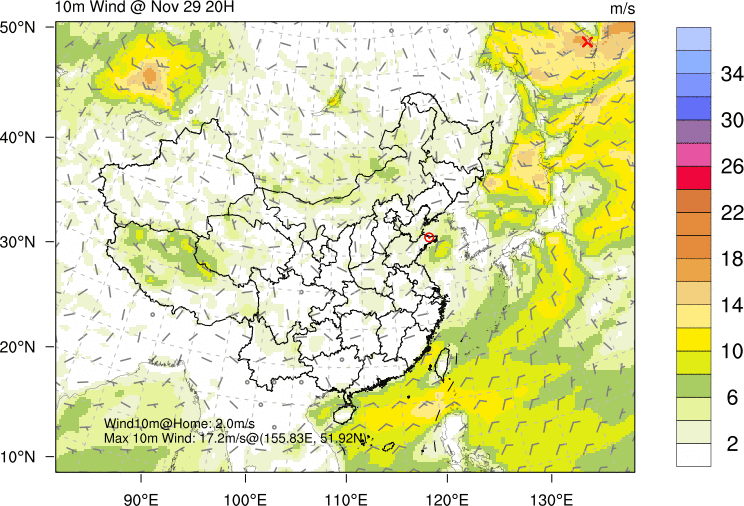 10m Wind @ Nov 29 20H
m/s
50°N
40°N
30°N
20°N
10°N
Wind10m@Home: 2.0m/s
Max 10m Wind: 17.2m/s@(155.83E, 51.92N)
90°E 100°E 110°E 120°E 130°E
34
30
26
22
18
14
10
6
2